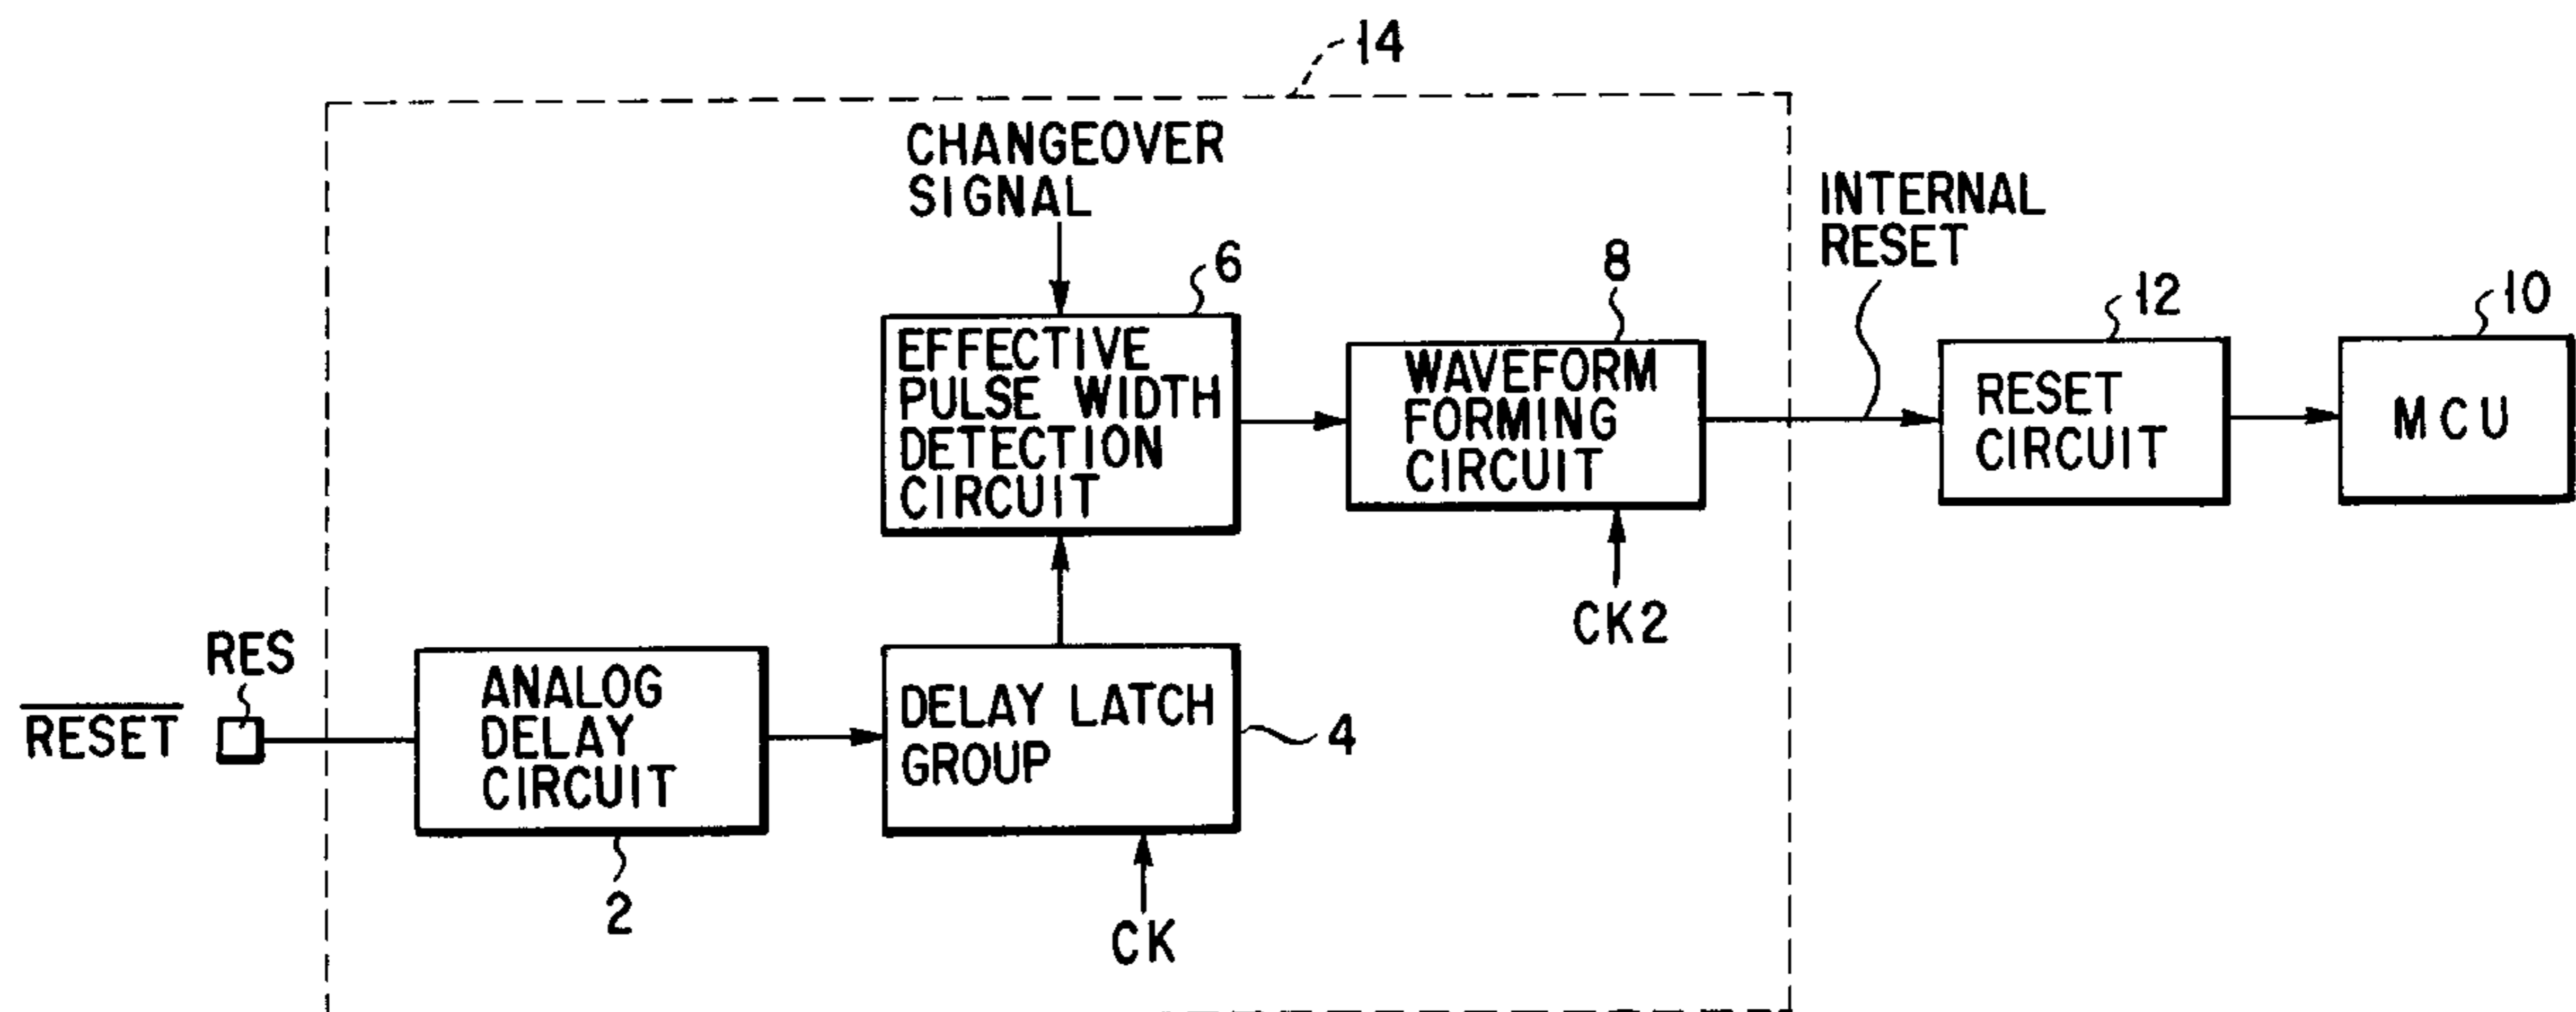 14
CHANGEOVER
SIGNAL
INTERNAL
RESET
6
8
12
10
EFFECTIVE
PULSE WIDTH
DETECTION
CIRCUIT
WAVEFORM
FORMING
CIRCUIT
RESET
CIRCUIT
MCU
CK2
RES
RESET
ANALOG
DELAY
CIRCUIT
DELAY LATCH
GROUP
4
2
CK